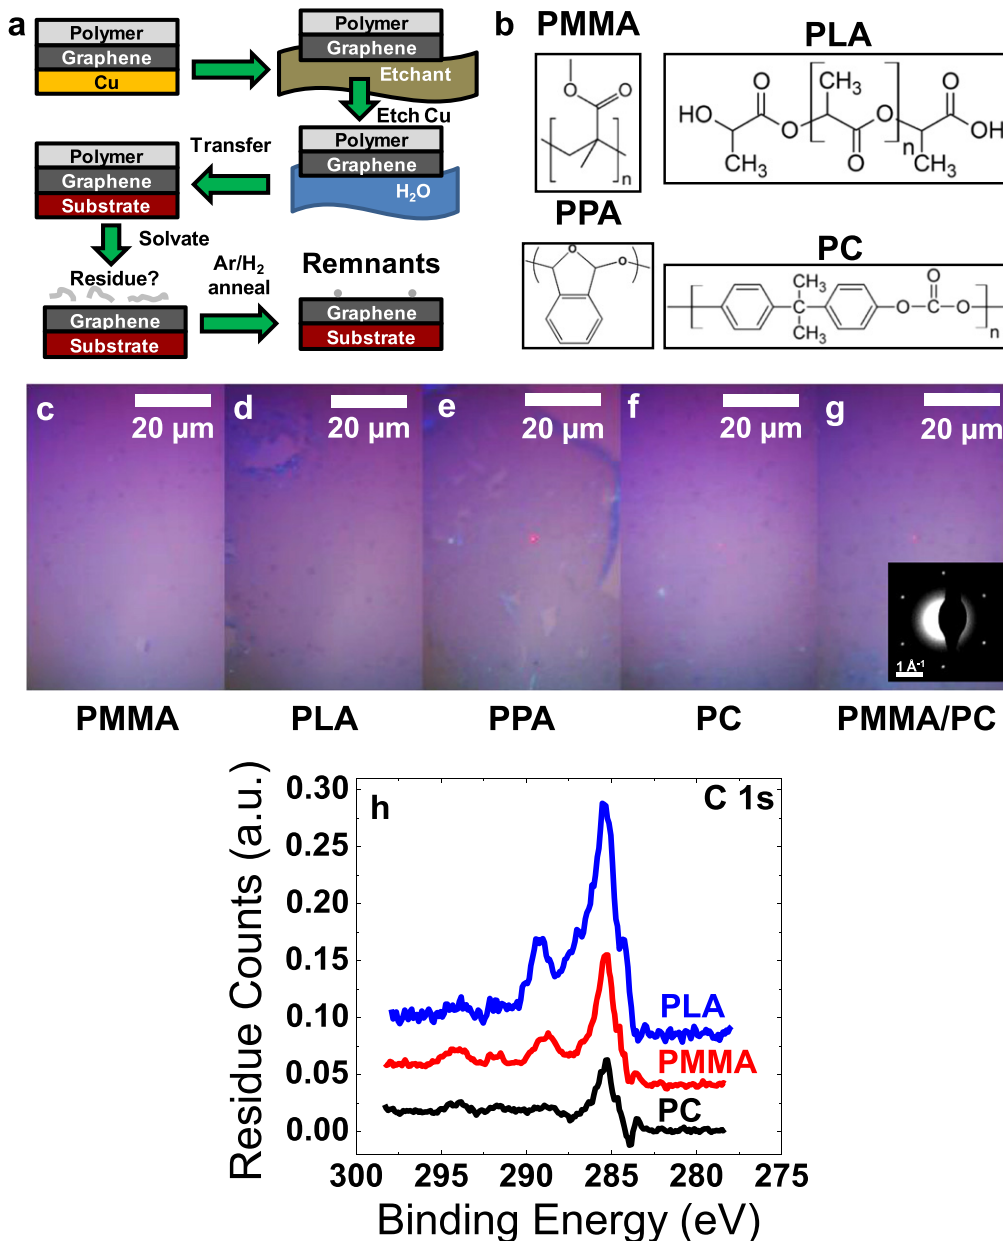 a
Polymer
Graphene
Cu
Polymer
Graphene
Etchant
Etch Cu
Polymer
Graphene
H₂O
Transfer
Polymer
Graphene
Substrate
Solvate
Residue?
Graphene
Substrate
Ar/H₂
anneal
Remnants
Graphene
Substrate
b
PMMA
O
O
n
PLA
HO
CH₃
O
O
CH₃
O
O
n
CH₃
O
OH
PPA
O
O
n
PC
CH₃
CH₃
C
O
O
C
O
n
c
20 µm
d
20 µm
e
20 µm
f
20 µm
g
20 µm
1 Å⁻¹
PMMA
PLA
PPA
PC
PMMA/PC
h
C 1s
Residue Counts (a.u.)
0.30
0.25
0.20
0.15
0.10
0.05
0.00
PLA
PMMA
PC
300
295
290
285
280
275
Binding Energy (eV)